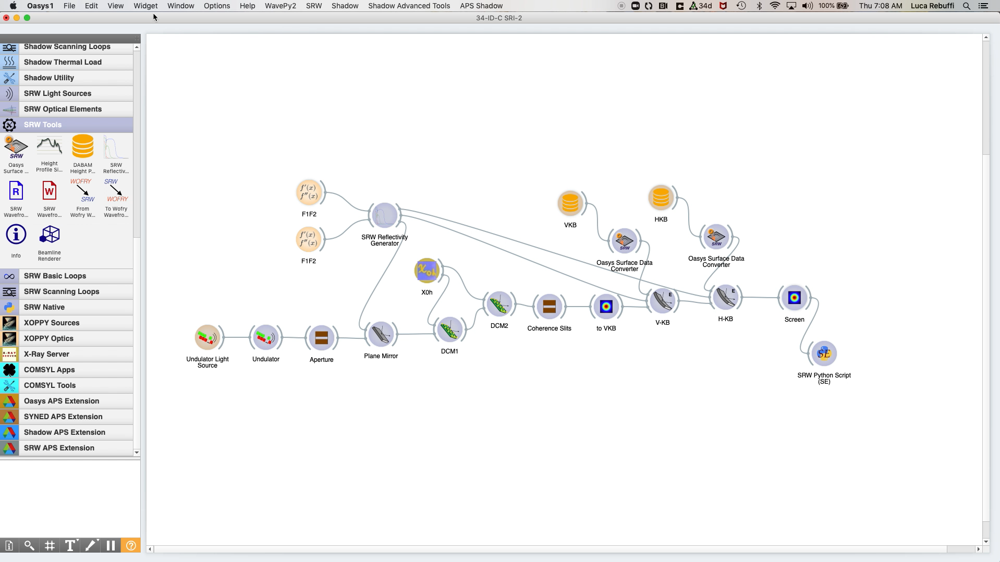 Oasys1 File Edit View Widget Window Options Help WavePy2 SRW Shadow Shadow Advanced Tools APS Shadow 34d 100% Thu 7:08 AM Luca Rebuffi
34-ID-C SRI-2
Shadow Scanning Loops
Shadow Thermal Load
Shadow Utility
SRW Light Sources
SRW Optical Elements
SRW Tools
SRW
Oasys
Surface ...
Height
Profile Si...
DABAM
Height P...
SRW
Reflectiv...
R
SRW
Wavefro...
W
SRW
Wavefro...
WOFRY
SRW
From
Wofry W...
SRW
WOFRY
To Wofry
Wavefro...
Info
Beamline
Renderer
SRW Basic Loops
SRW Scanning Loops
SRW Native
XOPPY Sources
XOPPY Optics
X-RAY
SERVER
X-Ray Server
COMSYL Apps
COMSYL Tools
Oasys APS Extension
SYNED APS Extension
Shadow APS Extension
SRW APS Extension
f'(x)
f''(x)
F1F2
f'(x)
f''(x)
F1F2
SRW Reflectivity
Generator
VKB
HKB
SRW
Oasys Surface Data
Converter
SRW
Oasys Surface Data
Converter
Xoh
X0h
Undulator Light
Source
Undulator
Aperture
Plane Mirror
DCM1
DCM2
Coherence Slits
to VKB
E
V-KB
E
H-KB
Screen
SE
SRW Python Script
(SE)
T
?